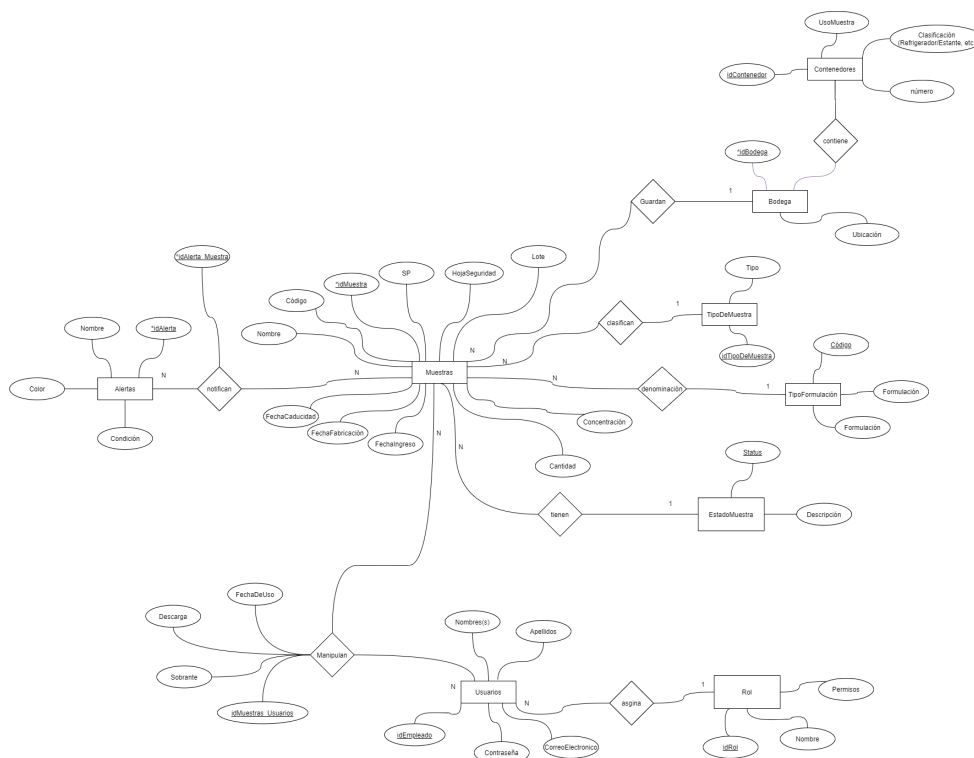 UsoMuestra
Clasificación
(Refrigerador/Estante, etc
idContenedor
Contenedores
número
contiene
*idBodega
Guardan
1
Bodega
Ubicación
*idAlerta_Muestra
SP
HojaSeguridad
Lote
*idMuestra
Código
Nombre
Tipo
clasifican
1
TipoDeMuestra
idTipoDeMuestra
Nombre
*idAlerta
N
N
Color
Alertas
N
notifican
N
Muestras
N
denominación
1
TipoFormulación
Código
Formulación
Formulación
Condición
FechaCaducidad
FechaFabricación
FechaIngreso
Concentración
Cantidad
N
N
Status
tienen
1
EstadoMuestra
Descripción
FechaDeUso
Descarga
Sobrante
idMuestras_Usuarios
Manipulan
Nombres(s)
Apellidos
N
Usuarios
N
asgina
1
Rol
Permisos
idEmpleado
Contraseña
CorreoElectronico
idRol
Nombre